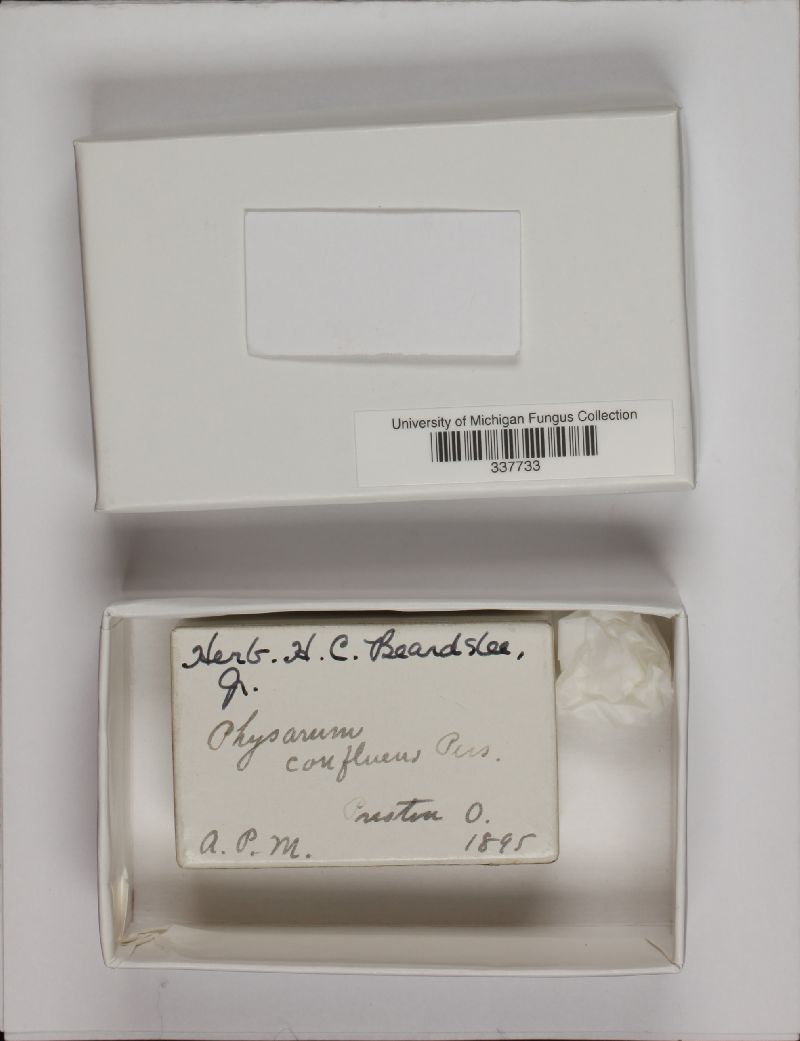 University of Michigan Fungus Collection
337733
Herb. H. C. Beardslee,
Jr.
Physarum
confluens Pers.
Preston O.
A. P. M. 1895